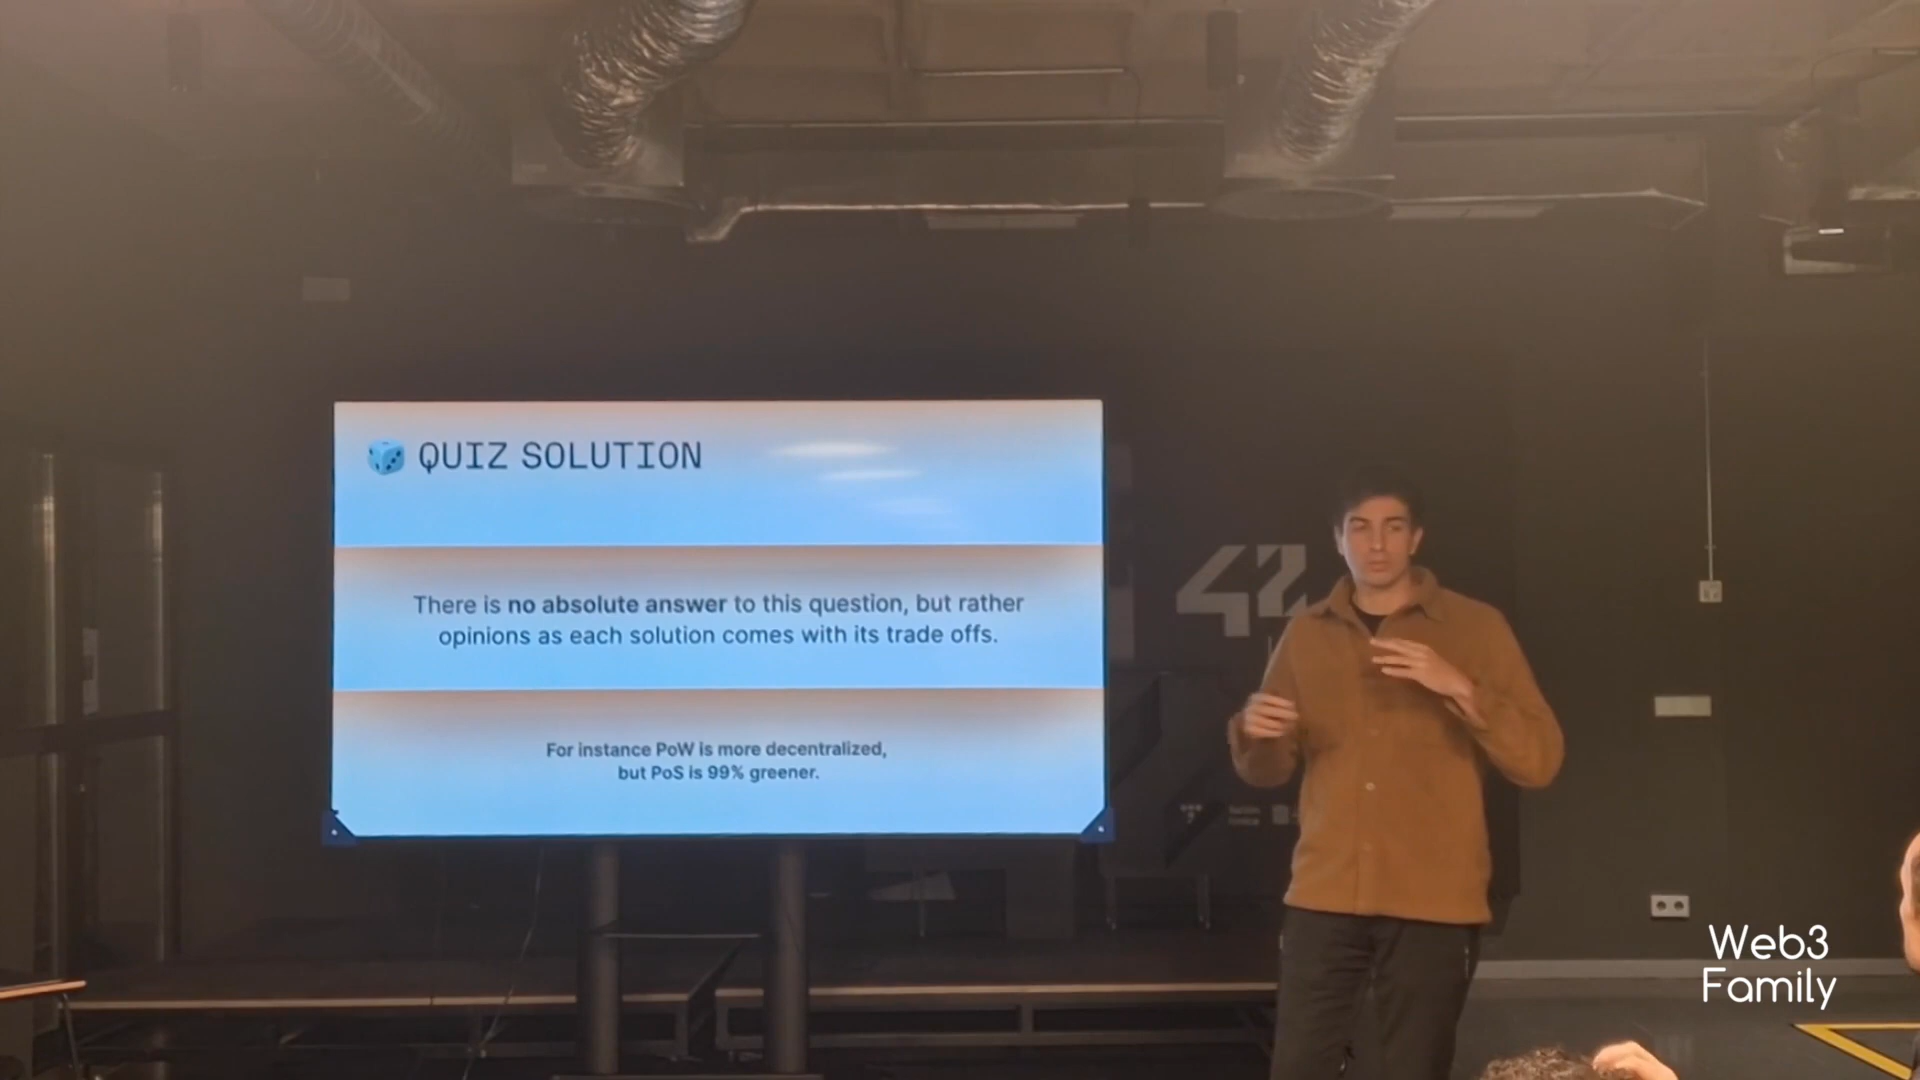 QUIZ SOLUTION
There is no absolute answer to this question, but rather
opinions as each solution comes with its trade offs.
For instance PoW is more decentralized,
but PoS is 99% greener.
42
Web3
Family